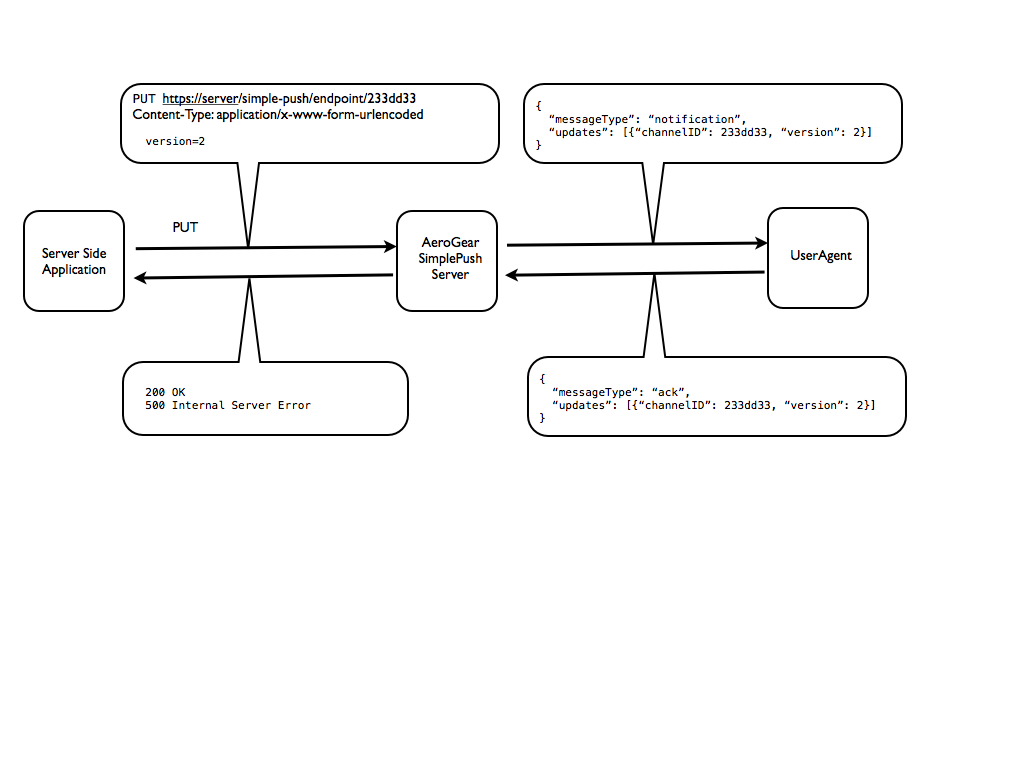 PUT https://server/simple-push/endpoint/233dd33
Content-Type: application/x-www-form-urlencoded
version=2
{
“messageType”: “notification”,
“updates”: [{“channelID”: 233dd33, “version”: 2}]
}
PUT
Server Side
Application
AeroGear
SimplePush
Server
UserAgent
200 OK
500 Internal Server Error
{
“messageType”: “ack”,
“updates”: [{“channelID”: 233dd33, “version”: 2}]
}